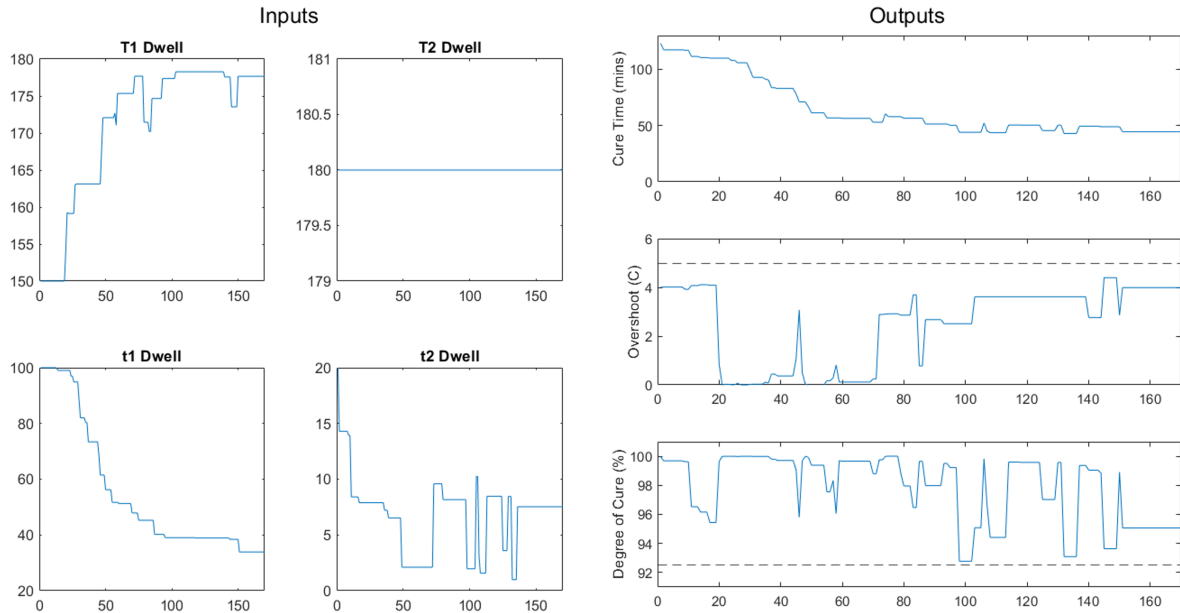 Inputs
Outputs
T1 Dwell
180
175
170
165
160
155
150
0 50 100 150
T2 Dwell
181
180.5
180
179.5
179
0 50 100 150
t1 Dwell
100
80
60
40
20
0 50 100 150
t2 Dwell
20
15
10
5
0
0 50 100 150
Cure Time (mins)
100
50
0
0 20 40 60 80 100 120 140 160
Overshoot (C)
6
4
2
0
0 20 40 60 80 100 120 140 160
Degree of Cure (%)
100
98
96
94
92
0 20 40 60 80 100 120 140 160